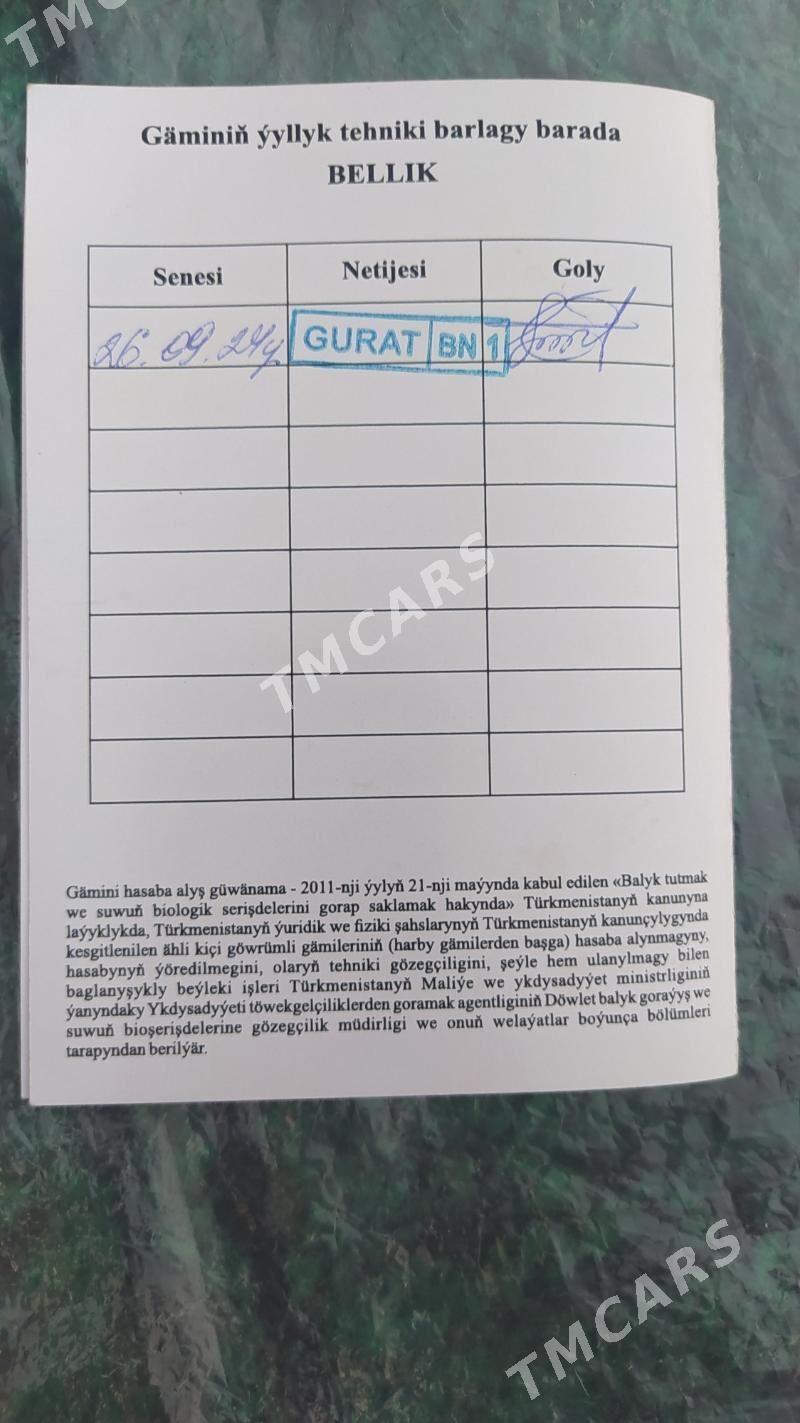 TMCARS
Gäminiň ýyllyk tehniki barlagy barada
BELLIK
Senesi Netijesi Goly
26.09.24ý. GURAT BN 1
TMCARS
Gämini hasaba alyş güwänama - 2011-nji ýylyň 21-nji maýynda kabul edilen «Balyk tutmak
we suwuň biologik serişdelerini gorap saklamak hakynda» Türkmenistanyň kanunyna
laýyklykda, Türkmenistanyň ýuridik we fiziki şahslarynyň Türkmenistanyň kanunçylygynda
kesgitlenilen ähli kiçi göwrümli gämileriniň (harby gämilerden başga) hasaba alynmagyny,
hasabynyň ýöredilmegini, olaryň tehniki gözegçiligini, şeýle hem ulanylmagy bilen
baglanyşykly beýleki işleri Türkmenistanyň Maliýe we ykdysadyýet ministrliginiň
ýanyndaky Ykdysadyýeti töwekgelçiliklerden goramak agentliginiň Döwlet balyk goraýyş we
suwuň bioşerişdelerine gözegçilik müdirligi we onuň welaýatlar boýunça bölümleri
tarapyndan berilýär.
TMCARS